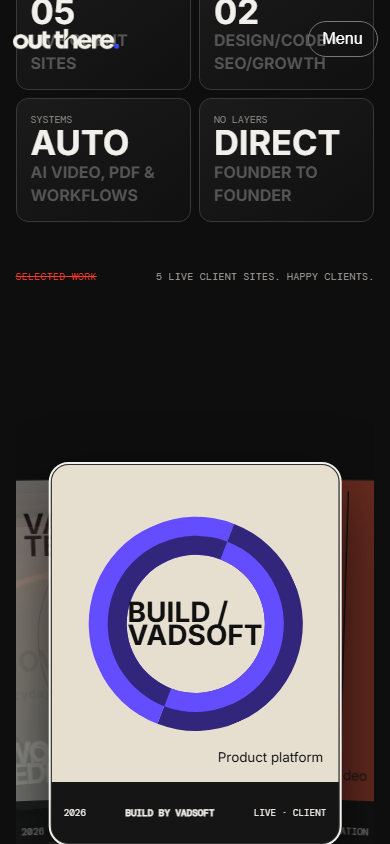 05
02
out there.
Menu
DESIGN/CODE
SITES
SEO/GROWTH
SYSTEMS
AUTO
AI VIDEO, PDF &
WORKFLOWS
NO LAYERS
DIRECT
FOUNDER TO
FOUNDER
SELECTED WORK
5 LIVE CLIENT SITES. HAPPY CLIENTS.
BUILD /
VADSOFT
Product platform
2026
BUILD BY VADSOFT
LIVE · CLIENT
2026